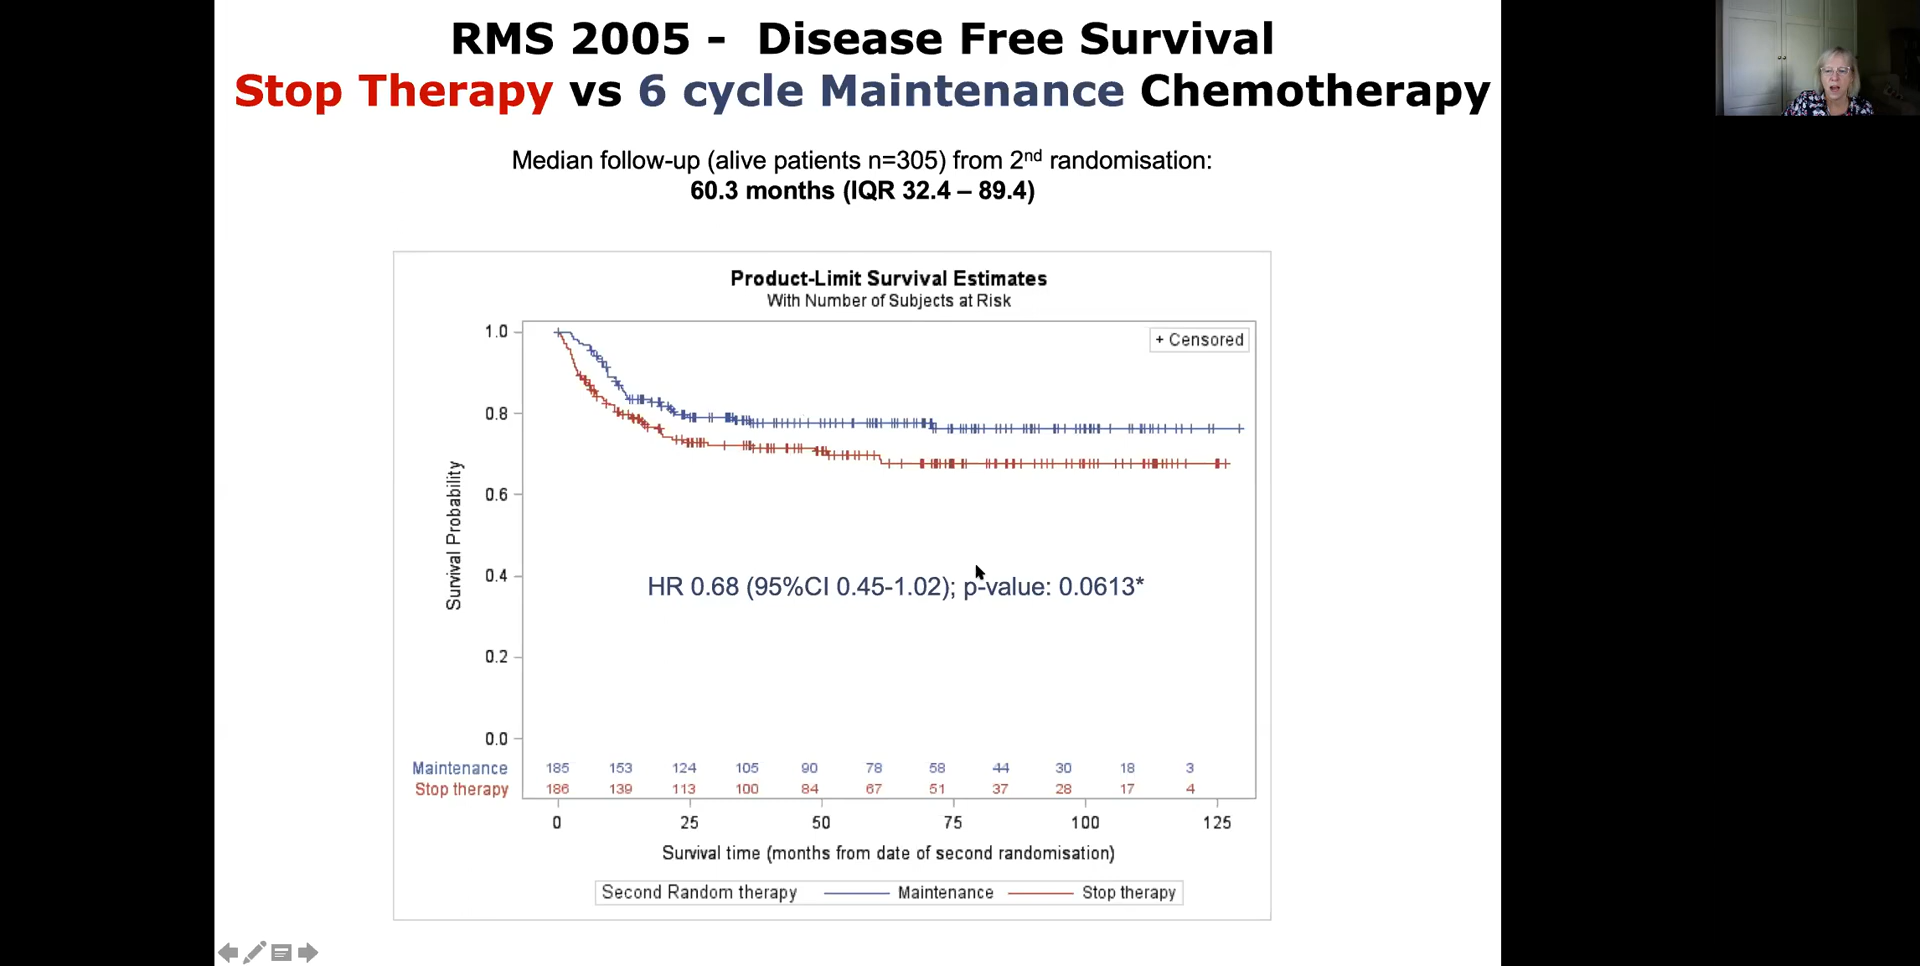 RMS 2005 - Disease Free Survival
Stop Therapy vs 6 cycle Maintenance Chemotherapy
Median follow-up (alive patients n=305) from 2nd randomisation:
60.3 months (IQR 32.4 – 89.4)
Product-Limit Survival Estimates
With Number of Subjects at Risk
+ Censored
1.0
0.8
0.6
0.4
0.2
0.0
Survival Probability
HR 0.68 (95%CI 0.45-1.02); p-value: 0.0613*
Maintenance 185 153 124 105 90 78 58 44 30 18 3
Stop therapy 186 139 113 100 84 67 51 37 28 17 4
0 25 50 75 100 125
Survival time (months from date of second randomisation)
Second Random therapy Maintenance Stop therapy